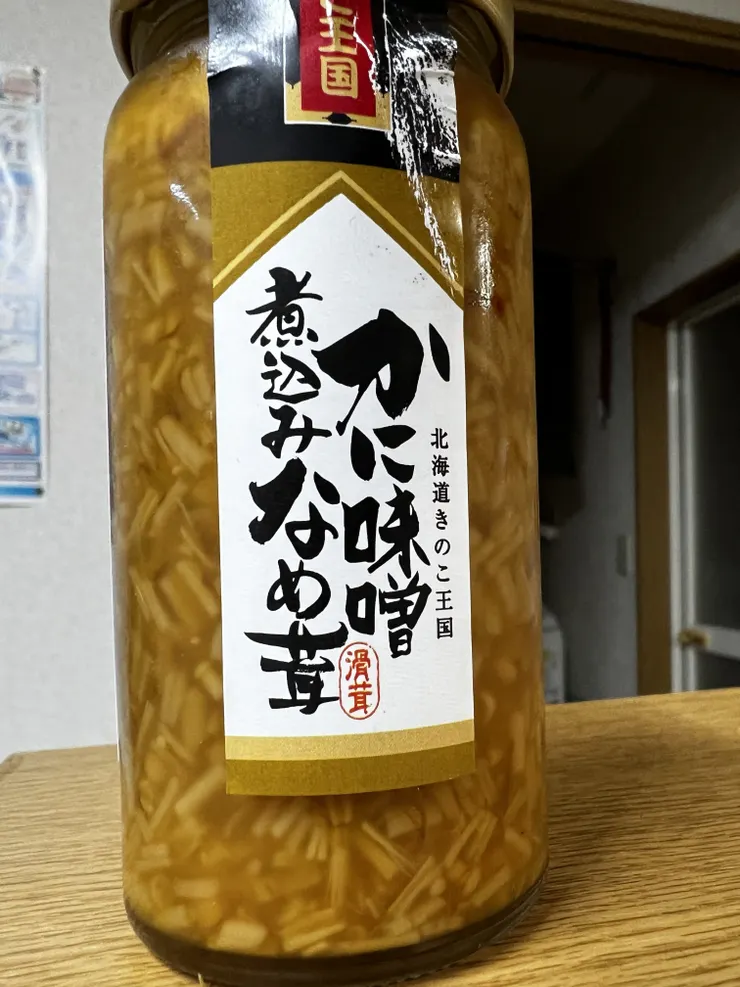 王国
北海道きのこ王国
かに味噌
煮込みなめ茸
滑茸